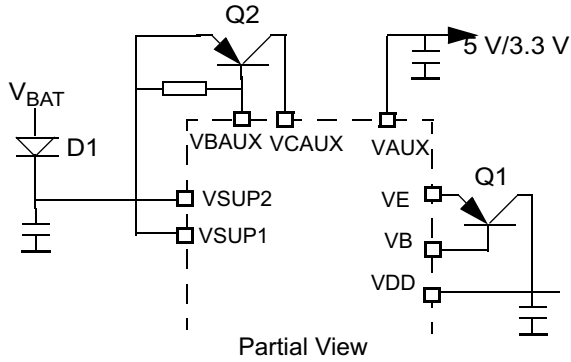 Q2
5 V/3.3 V
VBAT
D1
VBAUX VCAUX VAUX
VSUP2
VSUP1
VE
Q1
VB
VDD
Partial View